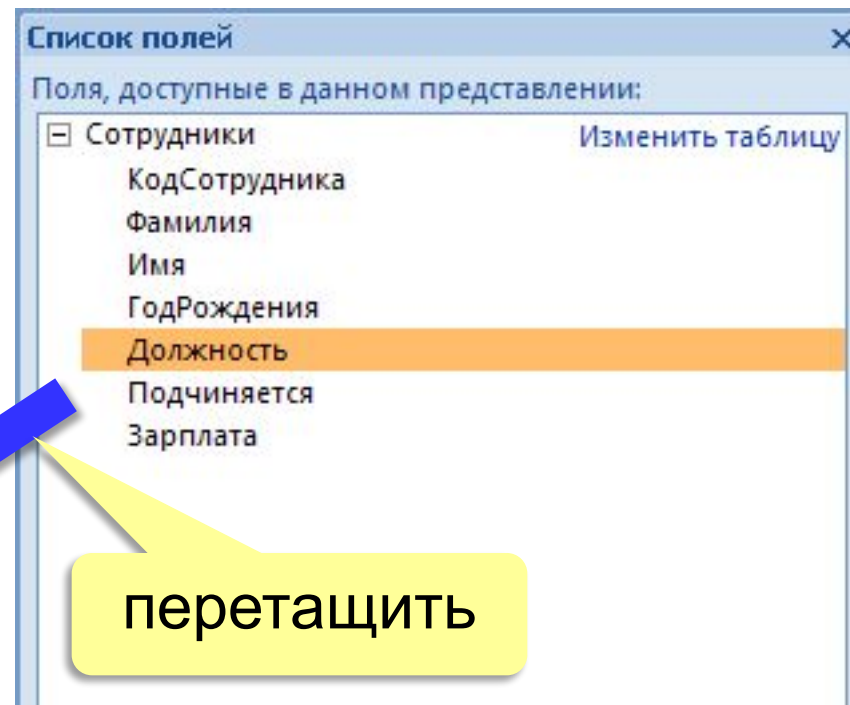 Список полей
Поля, доступные в данном представлении:
Сотрудники Изменить таблицу
КодСотрудника
Фамилия
Имя
ГодРождения
Должность
Подчиняется
Зарплата
перетащить